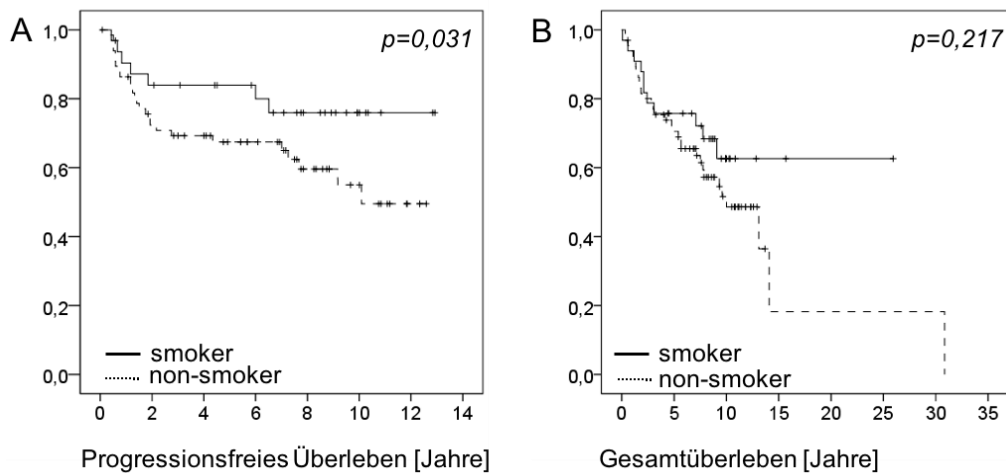 A
p=0,031
1,0
0,8
0,6
0,4
0,2
0,0
smoker
non-smoker
0 2 4 6 8 10 12 14
Progressionsfreies Überleben [Jahre]
B
p=0,217
1,0
0,8
0,6
0,4
0,2
0,0
smoker
non-smoker
0 5 10 15 20 25 30 35
Gesamtüberleben [Jahre]